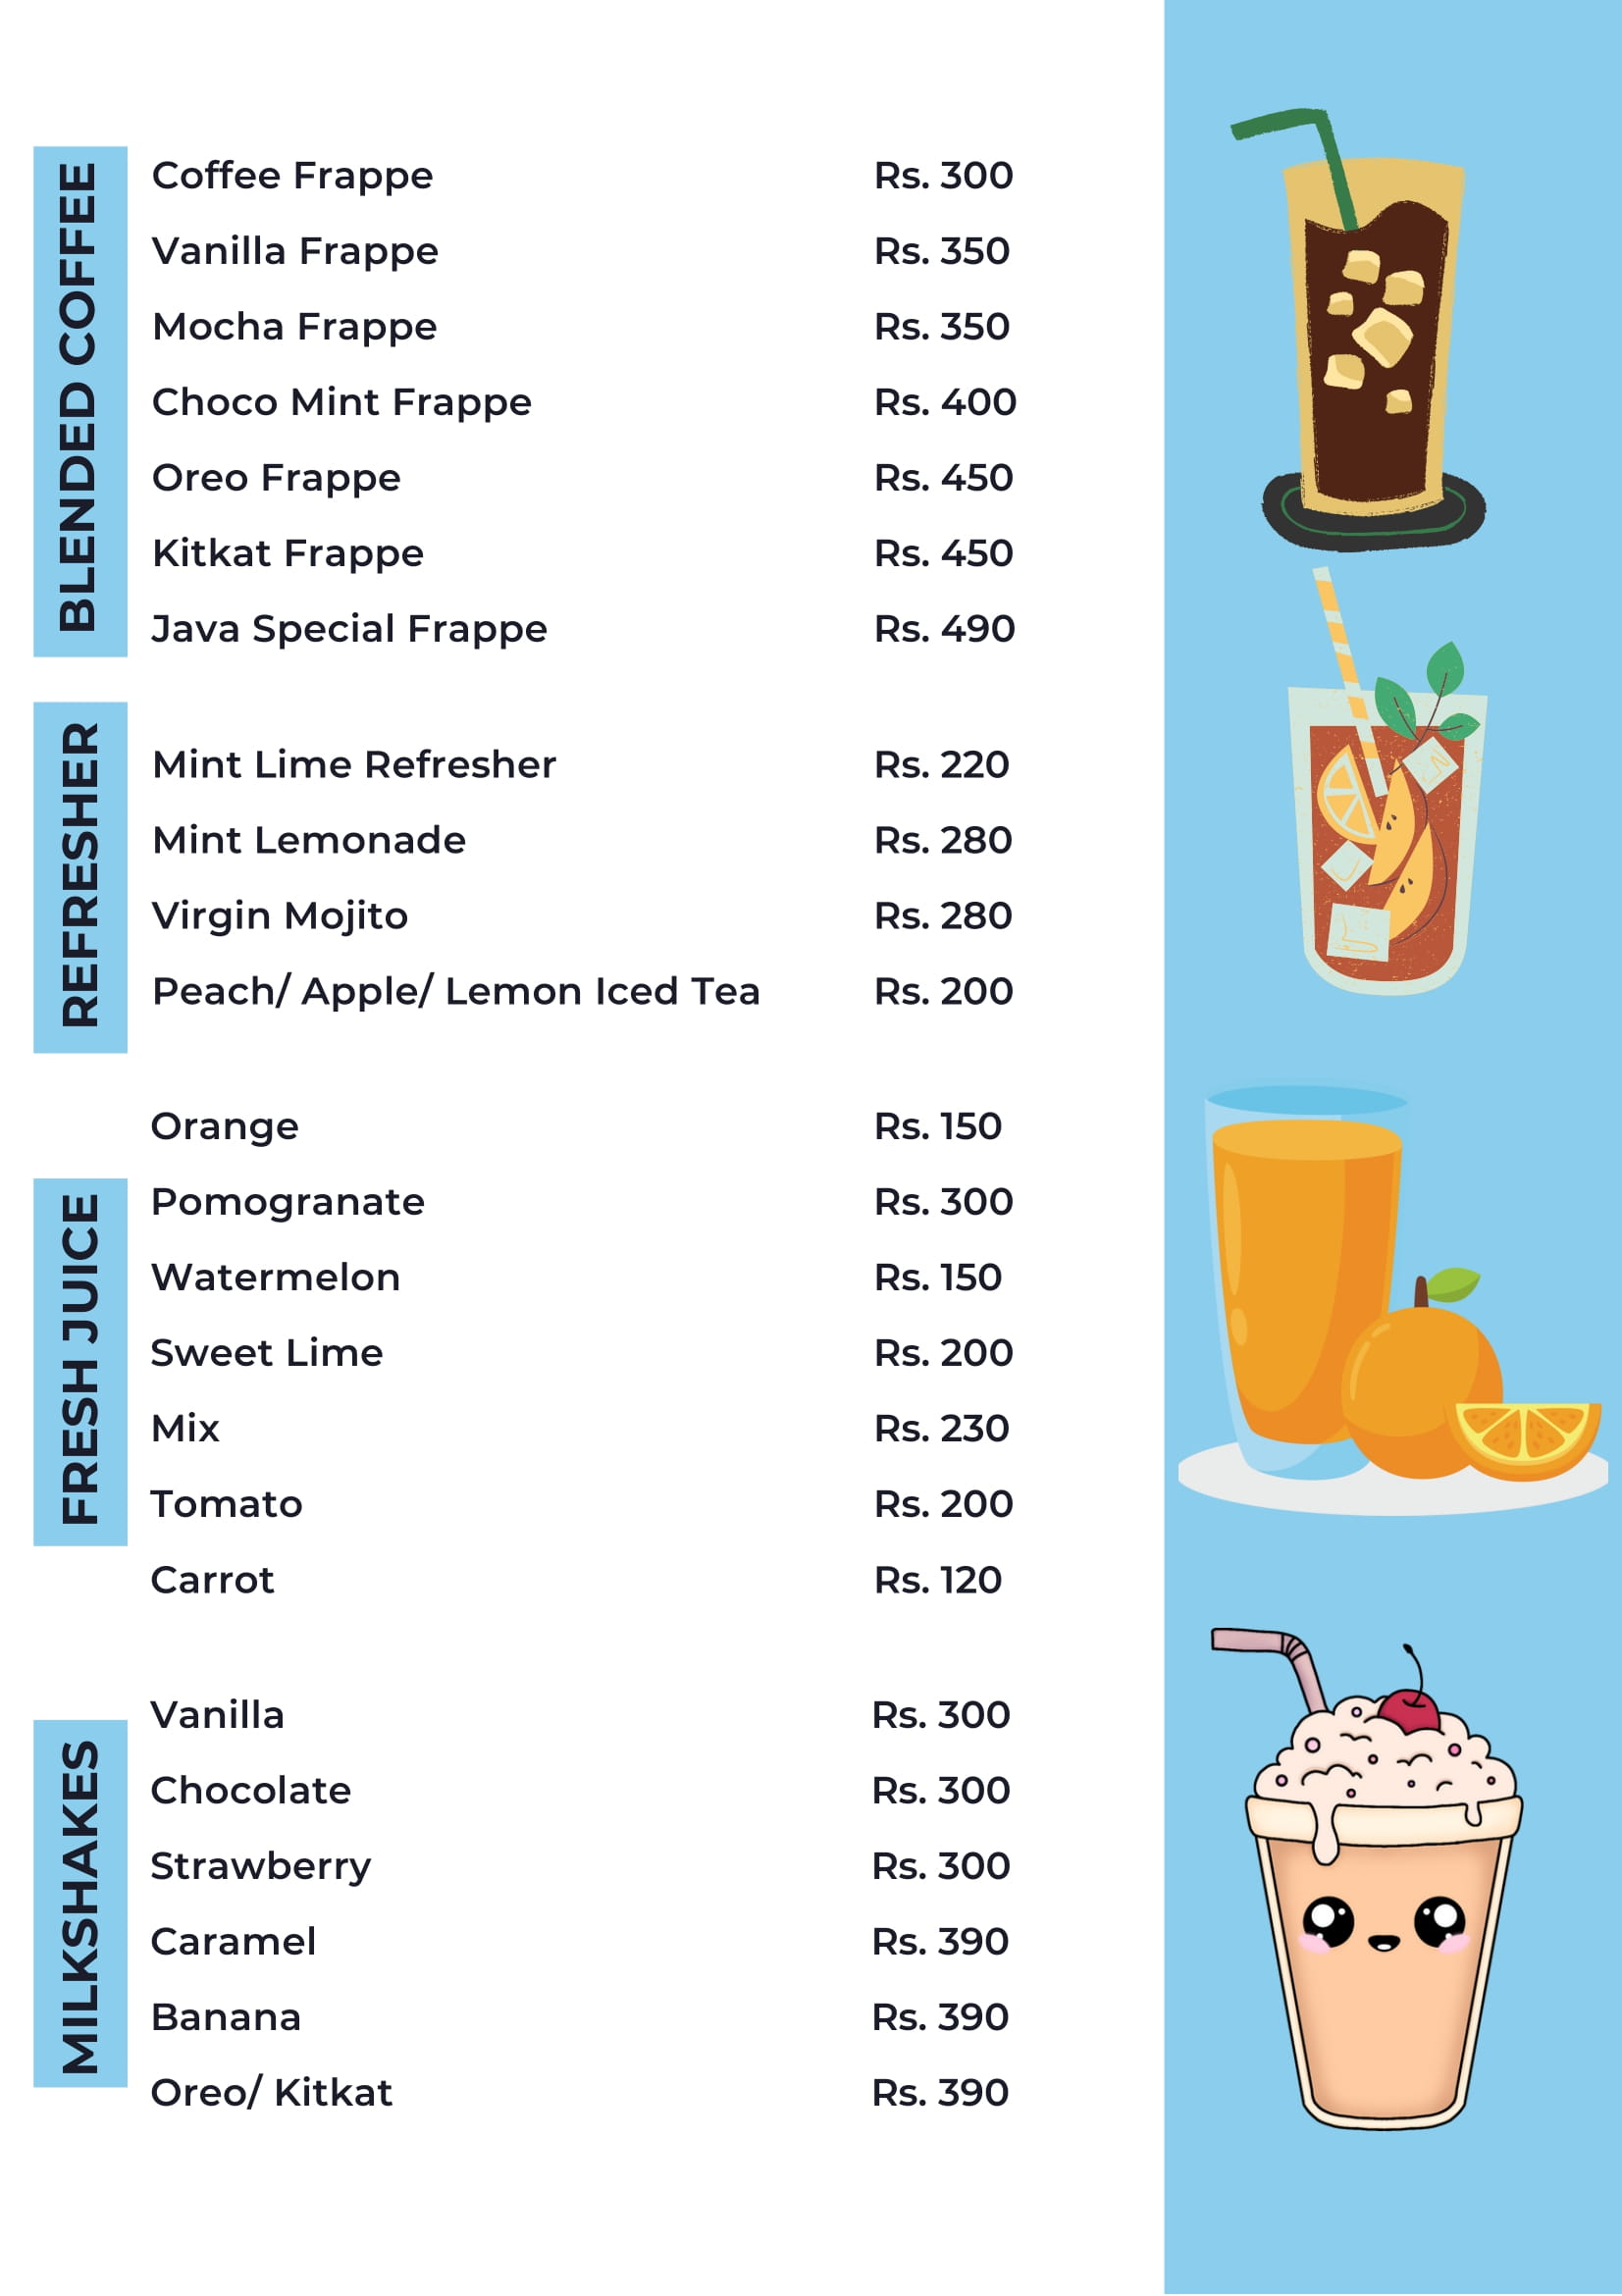 BLENDED COFFEE
Coffee Frappe Rs. 300
Vanilla Frappe Rs. 350
Mocha Frappe Rs. 350
Choco Mint Frappe Rs. 400
Oreo Frappe Rs. 450
Kitkat Frappe Rs. 450
Java Special Frappe Rs. 490
REFRESHER
Mint Lime Refresher Rs. 220
Mint Lemonade Rs. 280
Virgin Mojito Rs. 280
Peach/ Apple/ Lemon Iced Tea Rs. 200
FRESH JUICE
Orange Rs. 150
Pomogranate Rs. 300
Watermelon Rs. 150
Sweet Lime Rs. 200
Mix Rs. 230
Tomato Rs. 200
Carrot Rs. 120
MILKSHAKES
Vanilla Rs. 300
Chocolate Rs. 300
Strawberry Rs. 300
Caramel Rs. 390
Banana Rs. 390
Oreo/ Kitkat Rs. 390